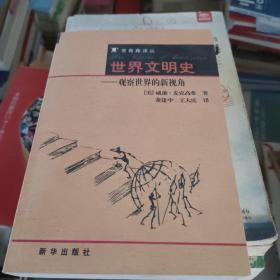 世界文明史
——观察世界的新视角
[美] 威廉·麦克高希 著
董建中 王大庆 译
新华出版社